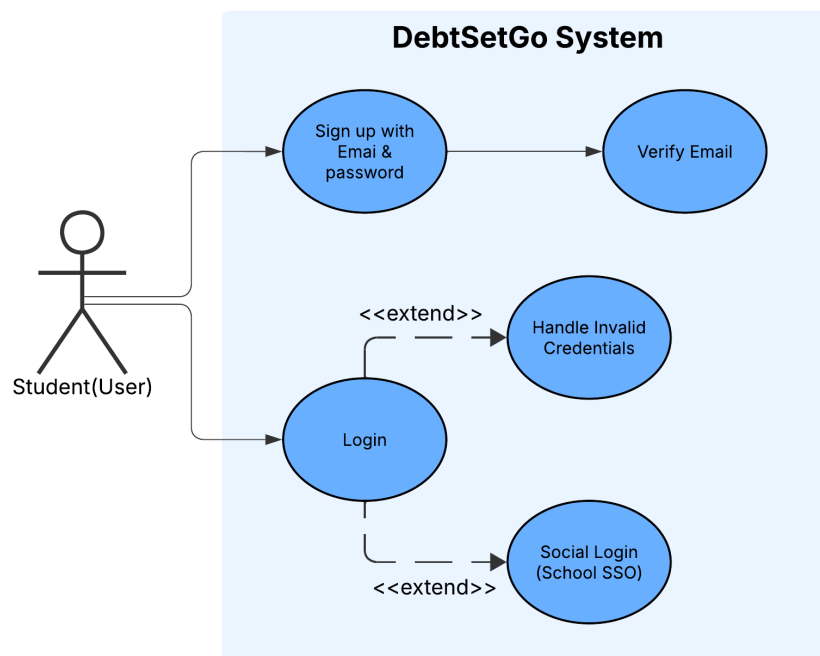 DebtSetGo System
Sign up with
Emai &
password
Verify Email
<<extend>>
Handle Invalid
Credentials
Student(User)
Login
Social Login
(School SSO)
<<extend>>